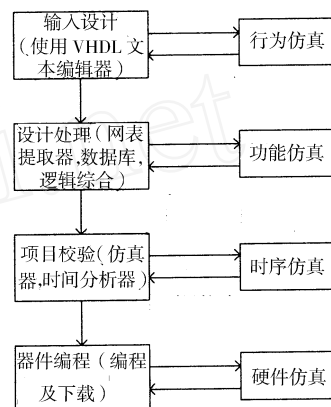 输入设计
(使用 VHDL 文
本编辑器)
行为仿真
设计处理(网表
提取器,数据库,
逻辑综合)
功能仿真
项目校验(仿真
器,时间分析器)
时序仿真
器件编程(编程
及下载)
硬件仿真